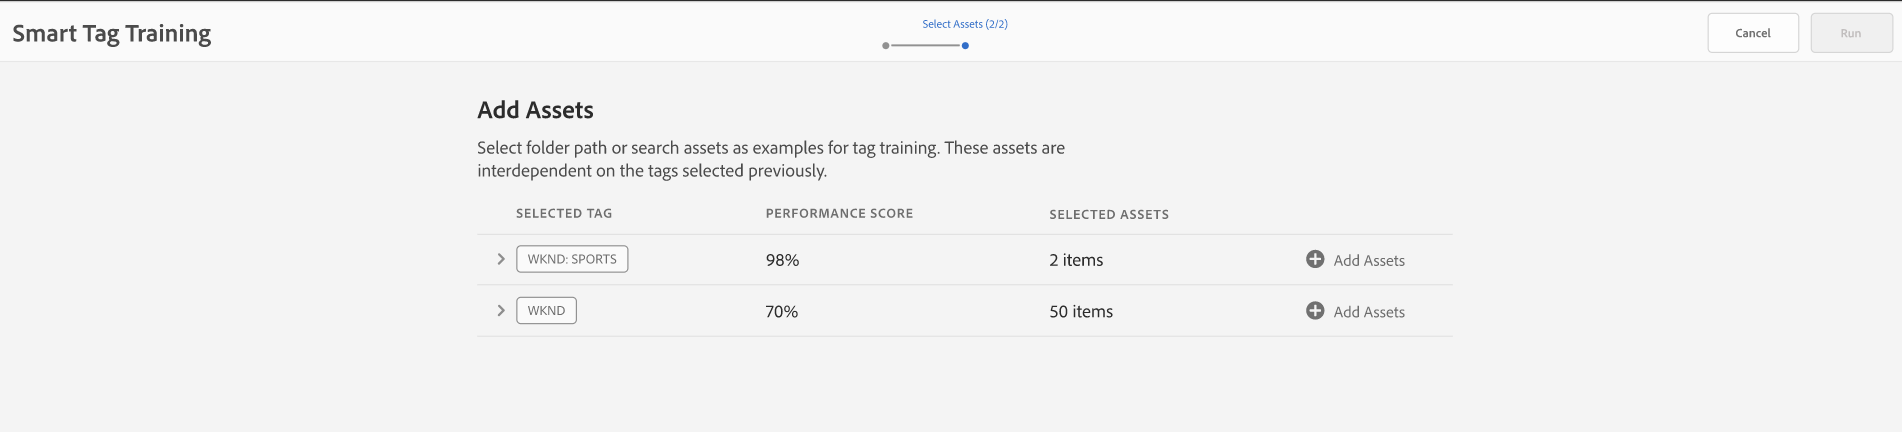 Smart Tag Training
Select Assets (2/2)
Cancel
Run
Add Assets
Select folder path or search assets as examples for tag training. These assets are
interdependent on the tags selected previously.
SELECTED TAG PERFORMANCE SCORE SELECTED ASSETS
WKND: SPORTS 98% 2 items Add Assets
WKND 70% 50 items Add Assets